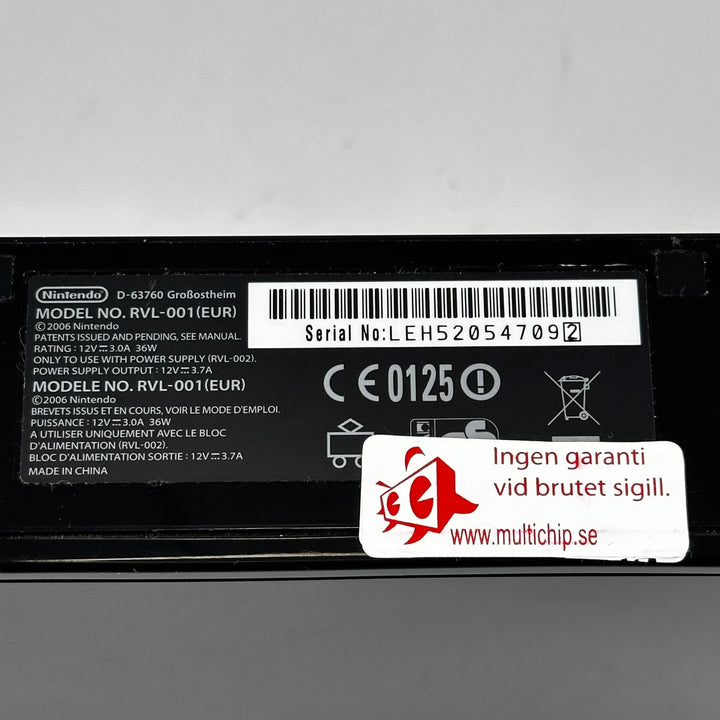 Nintendo D-63760 Großostheim
MODEL NO. RVL-001(EUR)
©2006 Nintendo
PATENTS ISSUED AND PENDING, SEE MANUAL.
RATING : 12V⎓3.0A 36W
ONLY TO USE WITH POWER SUPPLY (RVL-002).
POWER SUPPLY OUTPUT : 12V⎓3.7A
MODELE NO. RVL-001(EUR)
©2006 Nintendo
BREVETS ISSUS ET EN COURS, VOIR LE MODE D'EMPLOI.
PUISSANCE : 12V⎓3.0A 36W
A UTILISER UNIQUEMENT AVEC LE BLOC
D'ALIMENTATION (RVL-002).
BLOC D'ALIMENTATION SORTIE : 12V⎓3.7A
MADE IN CHINA
Serial No:LEH52054709 2
CE0125
Ingen garanti
vid brutet sigill.
www.multichip.se